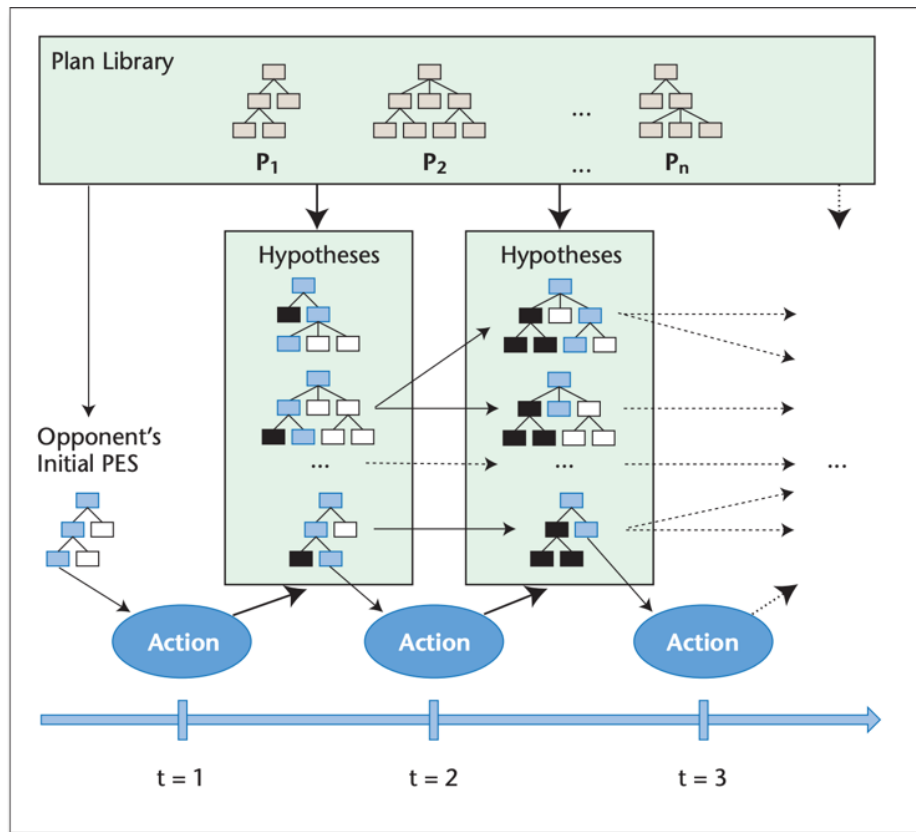 Plan Library
...
P1
P2
...
Pn
Hypotheses
Hypotheses
Opponent's
Initial PES
...
...
...
Action
Action
Action
t = 1
t = 2
t = 3